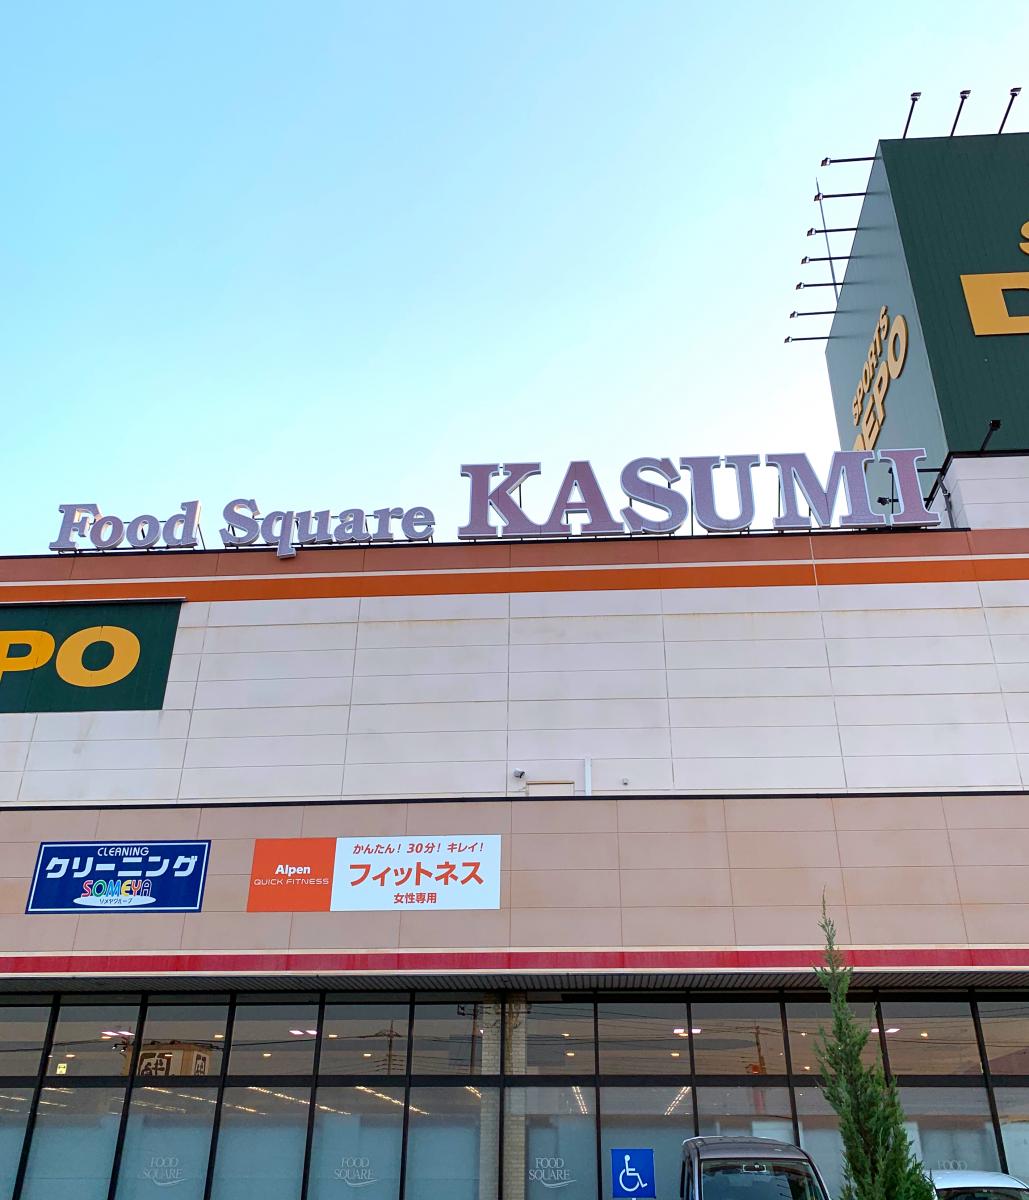 SPORTS
DEPO
D
Food Square KASUMI
PO
CLEANING
クリーニング
SOMEYA
ソメヤグループ
Alpen
QUICK FITNESS
かんたん！30分！キレイ！
フィットネス
女性専用
FOOD
SQUARE
FOOD
SQUARE
FOOD
SQUARE
FOOD